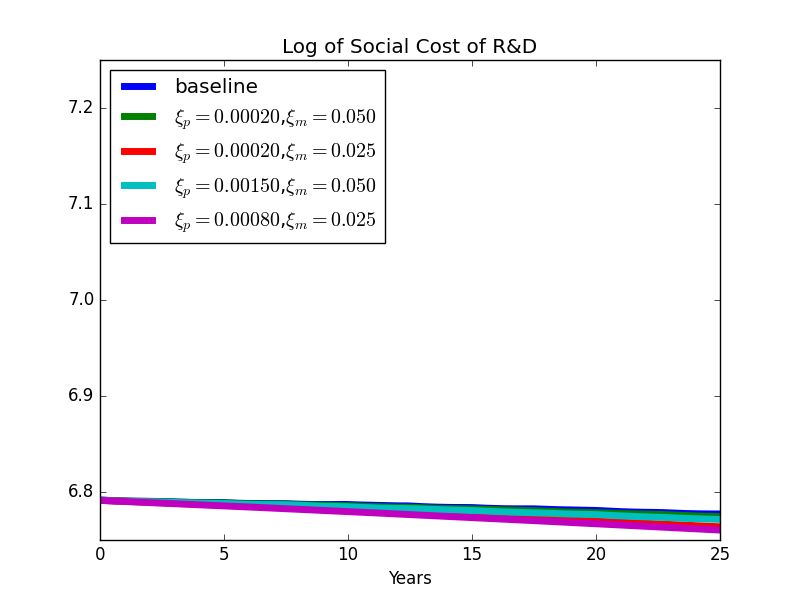 Log of Social Cost of R&D
7.2
7.1
7.0
6.9
6.8
baseline
ξp = 0.00020,ξm = 0.050
ξp = 0.00020,ξm = 0.025
ξp = 0.00150,ξm = 0.050
ξp = 0.00080,ξm = 0.025
0 5 10 15 20 25
Years